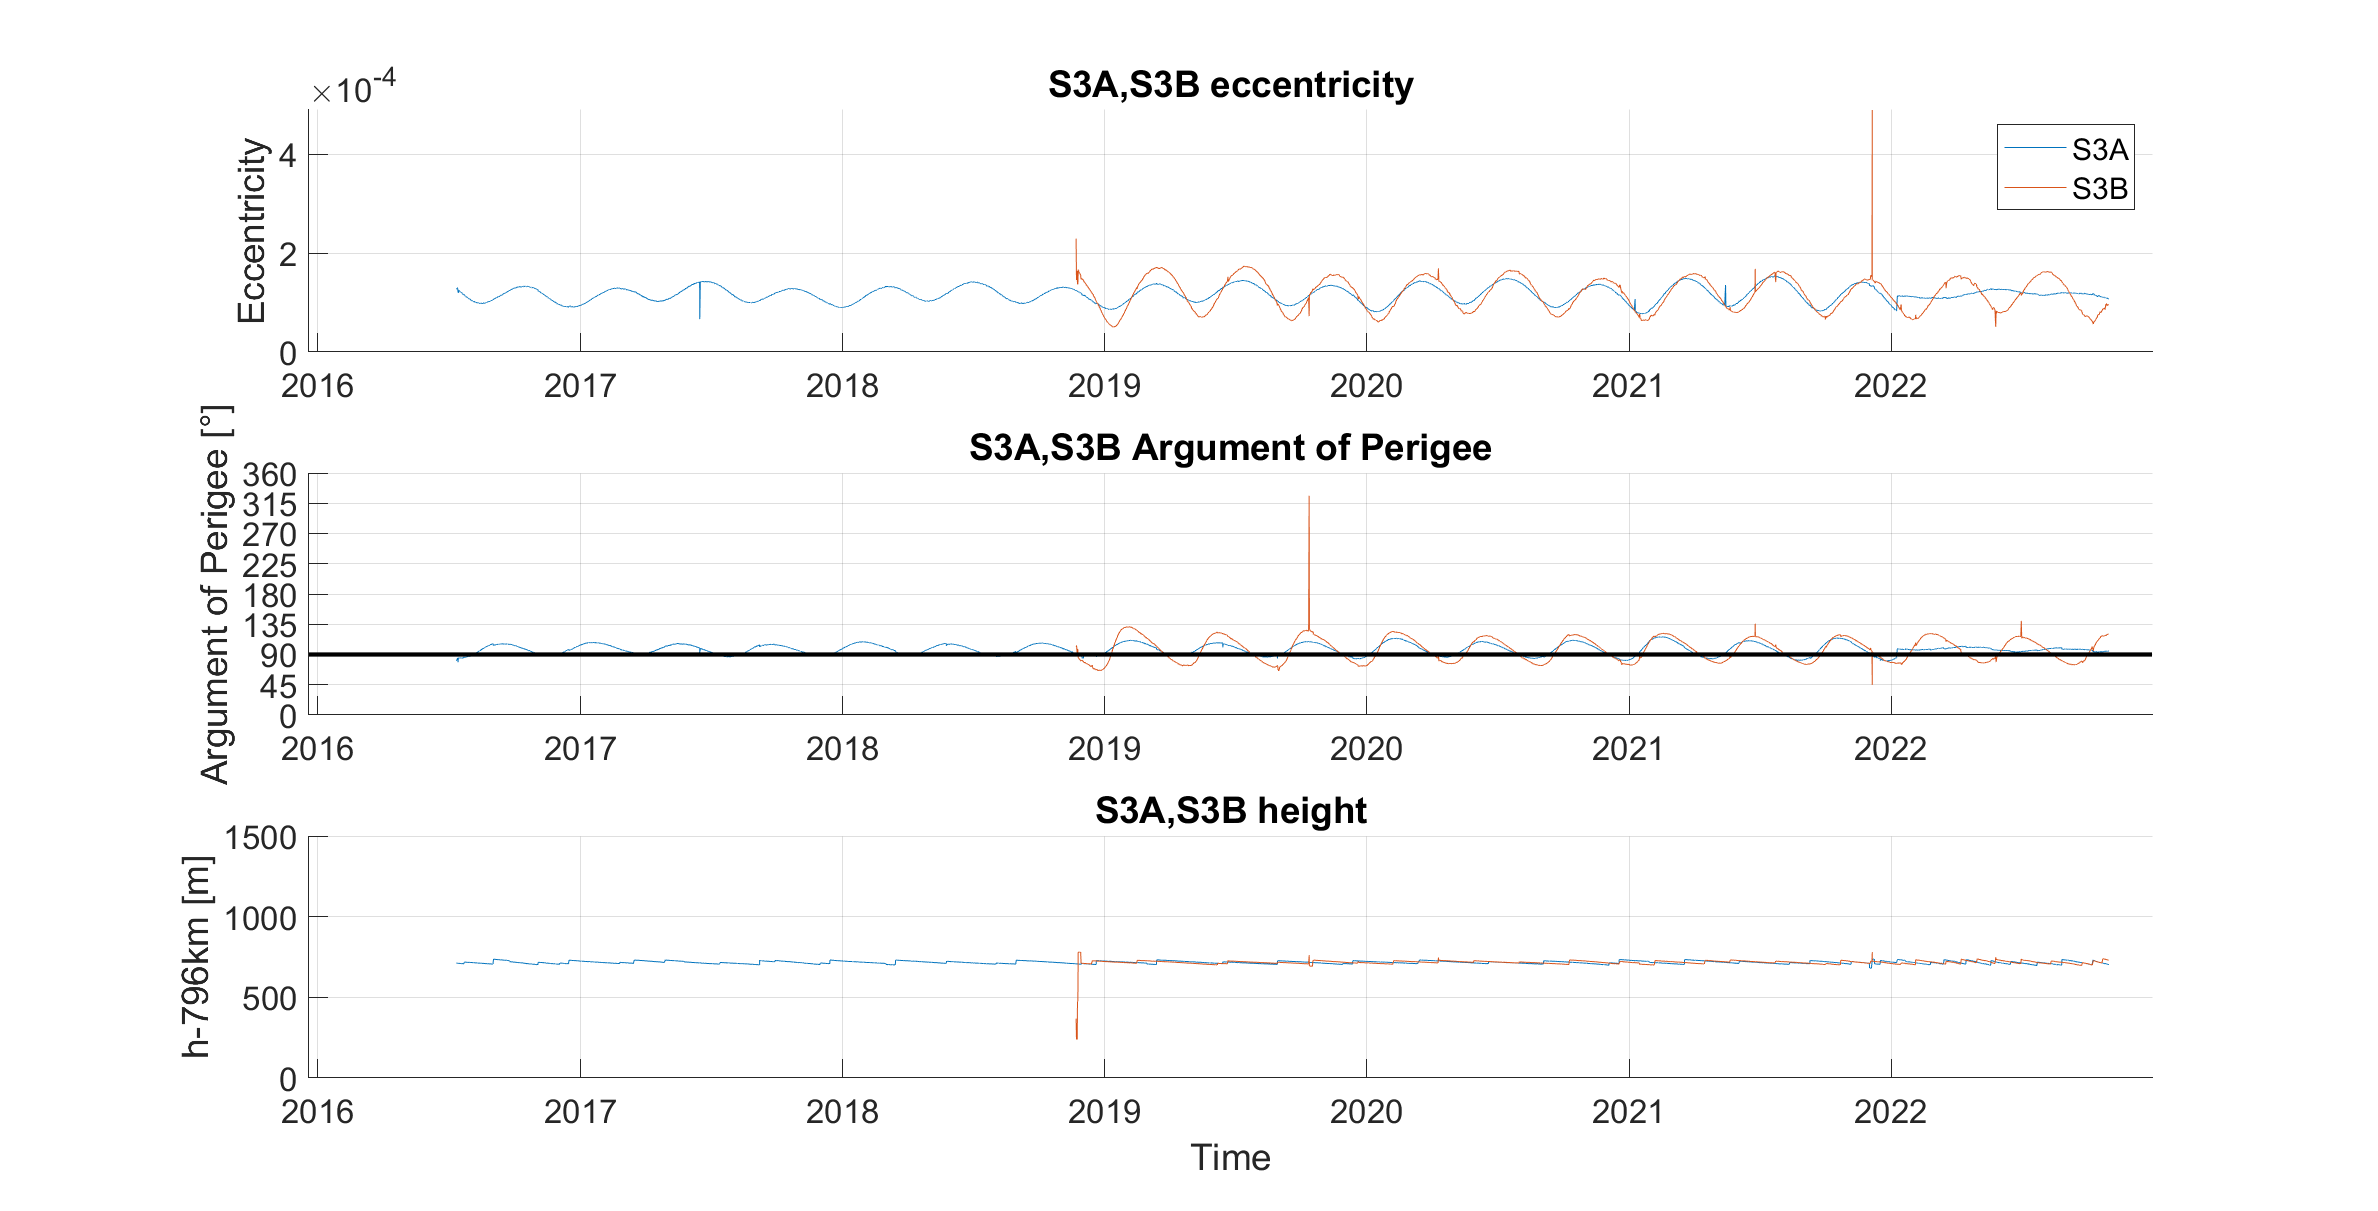 S3A,S3B eccentricity
×10-4
Eccentricity
4
2
0
S3A
S3B
2016 2017 2018 2019 2020 2021 2022
S3A,S3B Argument of Perigee
Argument of Perigee [°]
360
315
270
225
180
135
90
45
0
2016 2017 2018 2019 2020 2021 2022
S3A,S3B height
h-796km [m]
1500
1000
500
0
2016 2017 2018 2019 2020 2021 2022
Time